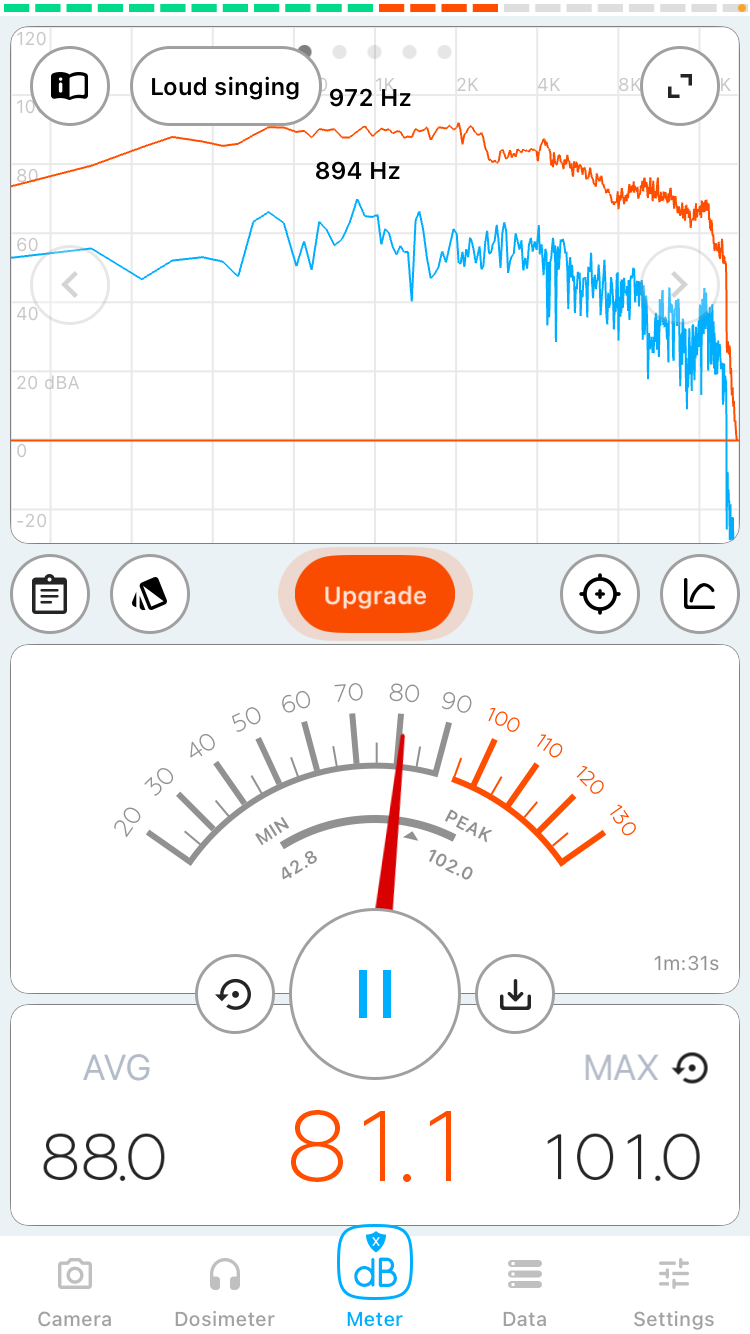 120
Loud singing
1K
2K
4K
8K
K
100
972 Hz
80
894 Hz
60
40
20 dBA
0
-20
Upgrade
20
30
40
50
60
70
80
90
100
110
120
130
MIN
PEAK
42.8
102.0
1m:31s
AVG
MAX
88.0
81.1
101.0
X
dB
Camera
Dosimeter
Meter
Data
Settings